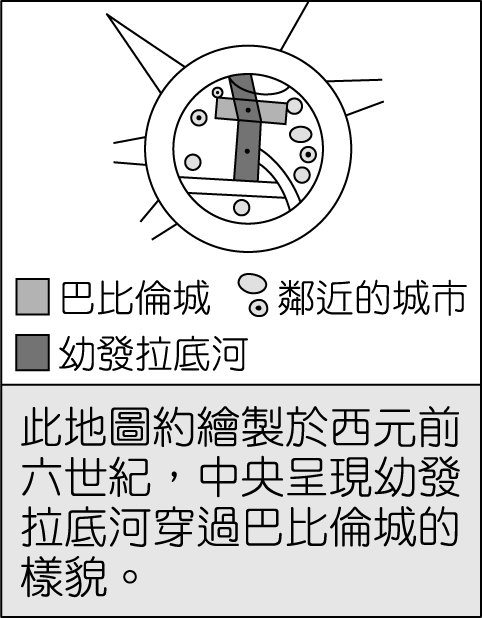 巴比倫城 鄰近的城市
幼發拉底河
此地圖約繪製於西元前
六世紀，中央呈現幼發
拉底河穿過巴比倫城的
樣貌。